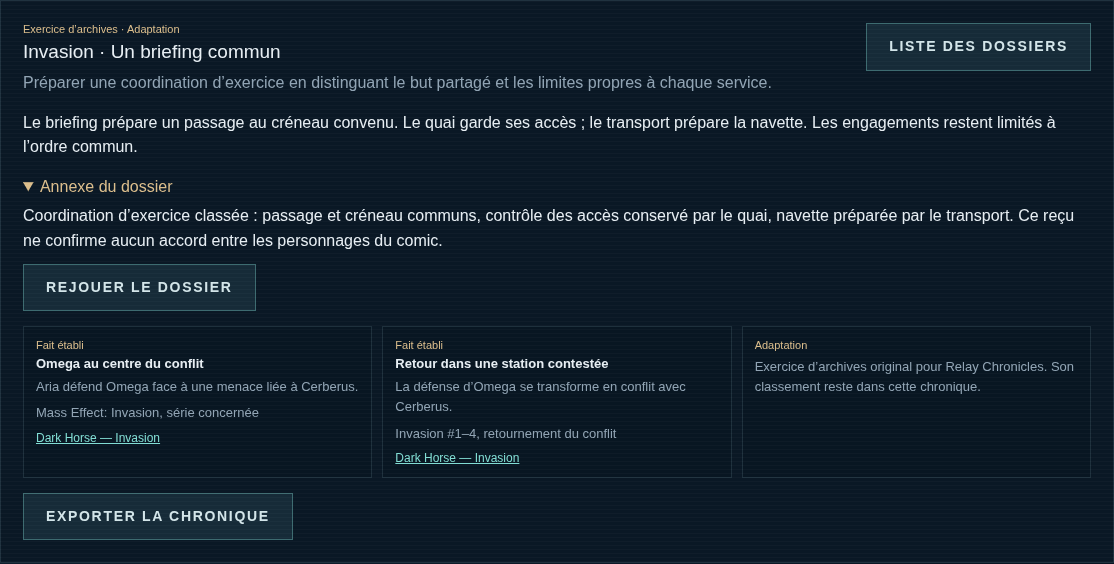 Exercice d’archives · Adaptation
Invasion · Un briefing commun
LISTE DES DOSSIERS
Préparer une coordination d’exercice en distinguant le but partagé et les limites propres à chaque service.
Le briefing prépare un passage au créneau convenu. Le quai garde ses accès ; le transport prépare la navette. Les engagements restent limités à
l’ordre commun.
Annexe du dossier
Coordination d’exercice classée : passage et créneau communs, contrôle des accès conservé par le quai, navette préparée par le transport. Ce reçu
ne confirme aucun accord entre les personnages du comic.
REJOUER LE DOSSIER
Fait établi
Omega au centre du conflit
Aria défend Omega face à une menace liée à Cerberus.
Mass Effect: Invasion, série concernée
Dark Horse — Invasion
Fait établi
Retour dans une station contestée
La défense d’Omega se transforme en conflit avec
Cerberus.
Invasion #1–4, retournement du conflit
Dark Horse — Invasion
Adaptation
Exercice d’archives original pour Relay Chronicles. Son
classement reste dans cette chronique.
EXPORTER LA CHRONIQUE